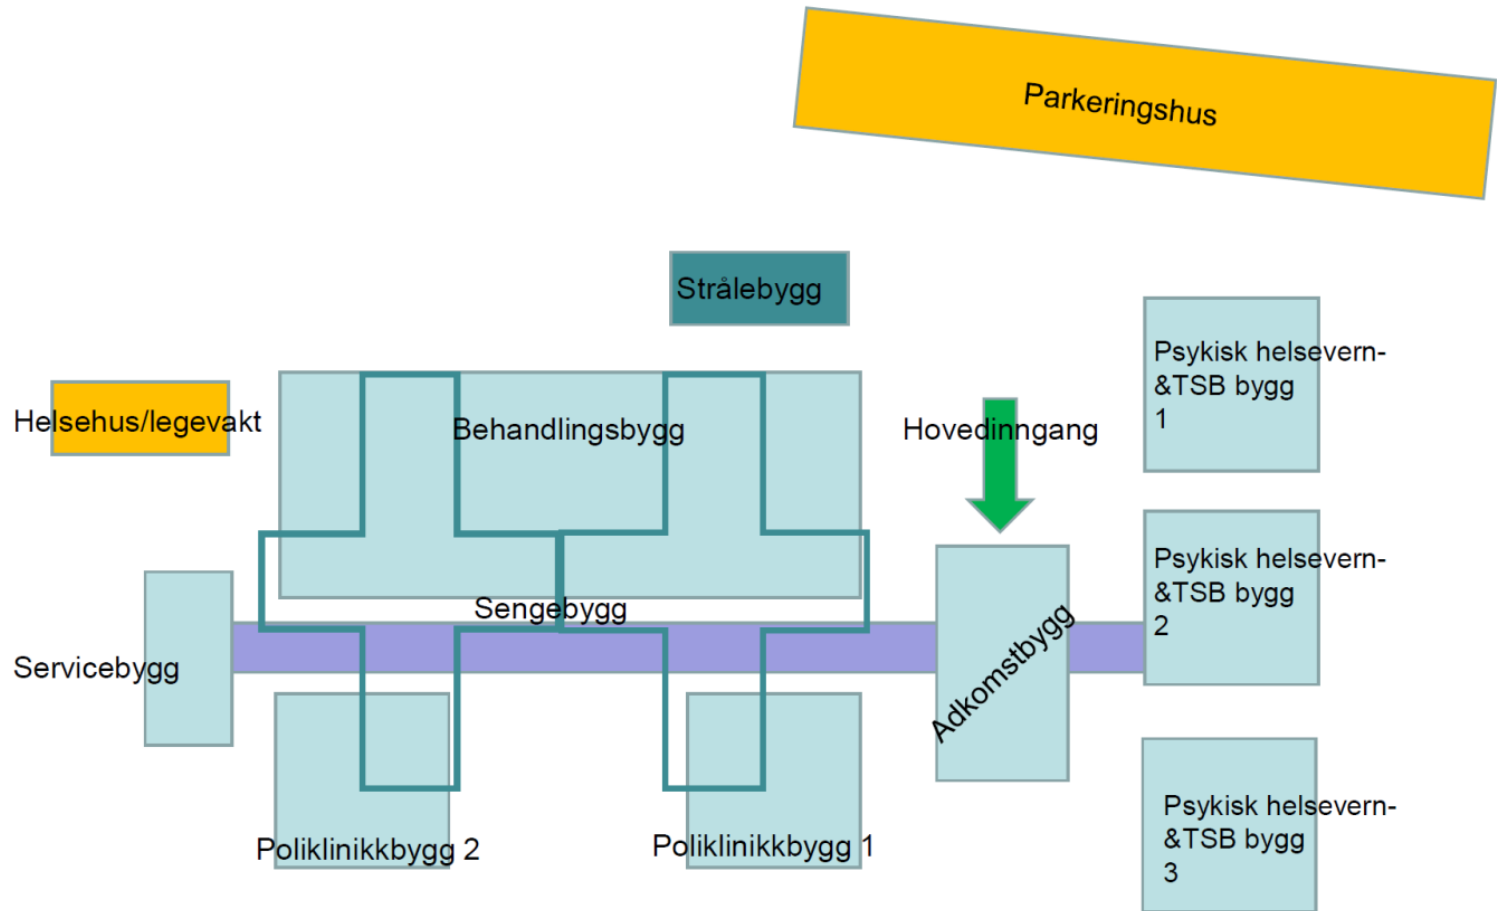 Parkeringshus
Strålebygg
Psykisk helsevern-
&TSB bygg
1
Helsehus/legevakt
Behandlingsbygg
Hovedinngang
Psykisk helsevern-
&TSB bygg
2
Sengebygg
Servicebygg
Adkomstbygg
Psykisk helsevern-
&TSB bygg
3
Poliklinikkbygg 2
Poliklinikkbygg 1